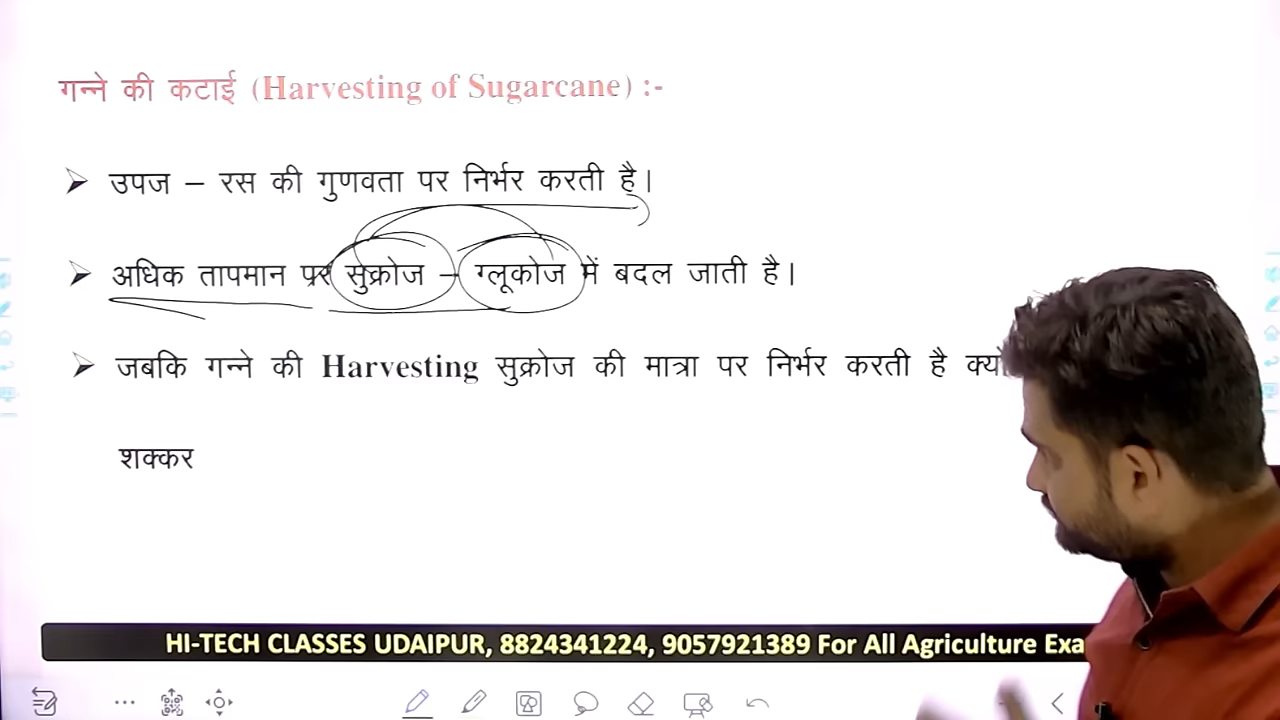 गन्ने की कटाई (Harvesting of Sugarcane) :-
उपज – रस की गुणवता पर निर्भर करती है।
अधिक तापमान पर सुक्रोज – ग्लूकोज में बदल जाती है।
जबकि गन्ने की Harvesting सुक्रोज की मात्रा पर निर्भर करती है
शक्कर
HI-TECH CLASSES UDAIPUR, 8824341224, 9057921389 For All Agriculture